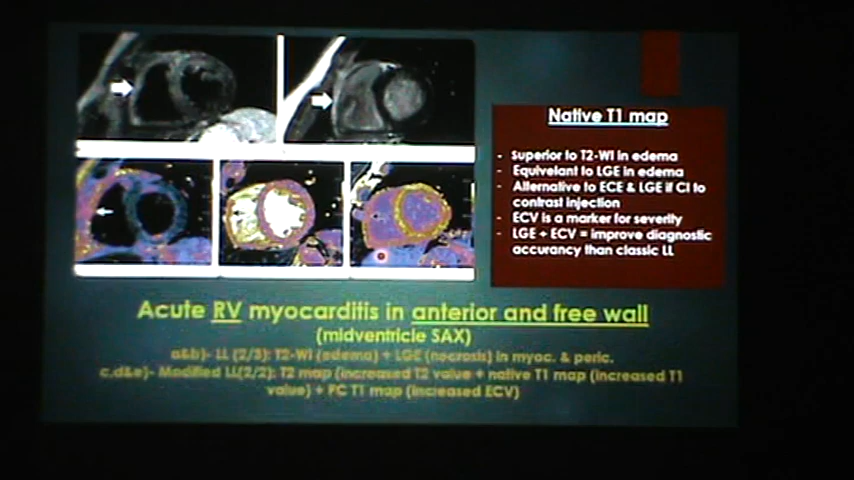 Native T1 map
- Superior to T2-WI in edema
- Equivelant to LGE in edema
- Alternative to ECE & LGE if CI to
contrast injection
- ECV is a marker for severity
- LGE + ECV = improve diagnostic
accurancy than classic LL
Acute RV myocarditis in anterior and free wall
(midventricle SAX)
a&b)- LL (2/3): T2-WI (edema) + LGE (necrosis) in myoc. & peric.
c,d&e)- Modified LL(2/2): T2 map (increased T2 value + native T1 map (increased T1
value) + PC T1 map (increased ECV)